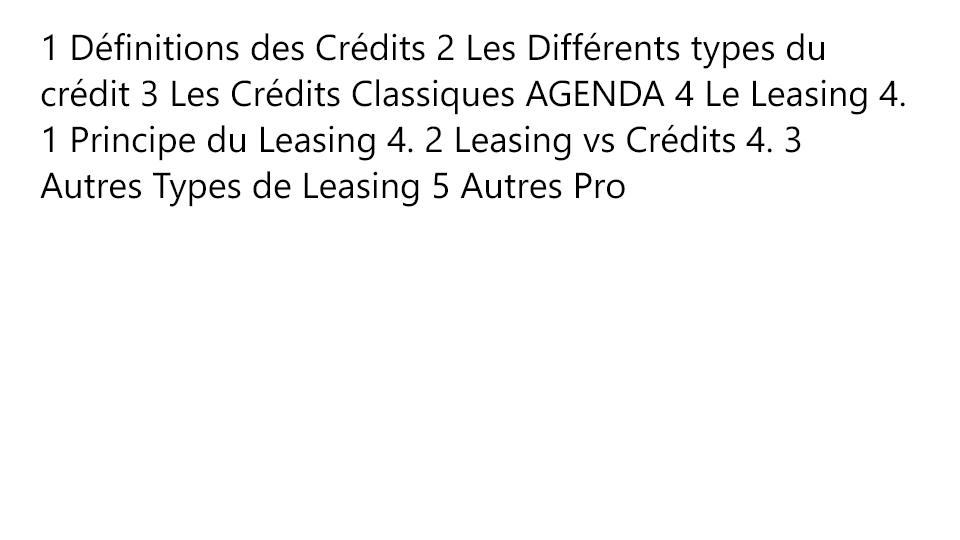 1 Définitions des Crédits 2 Les Différents types du
crédit 3 Les Crédits Classiques AGENDA 4 Le Leasing 4.
1 Principe du Leasing 4. 2 Leasing vs Crédits 4. 3
Autres Types de Leasing 5 Autres Pro